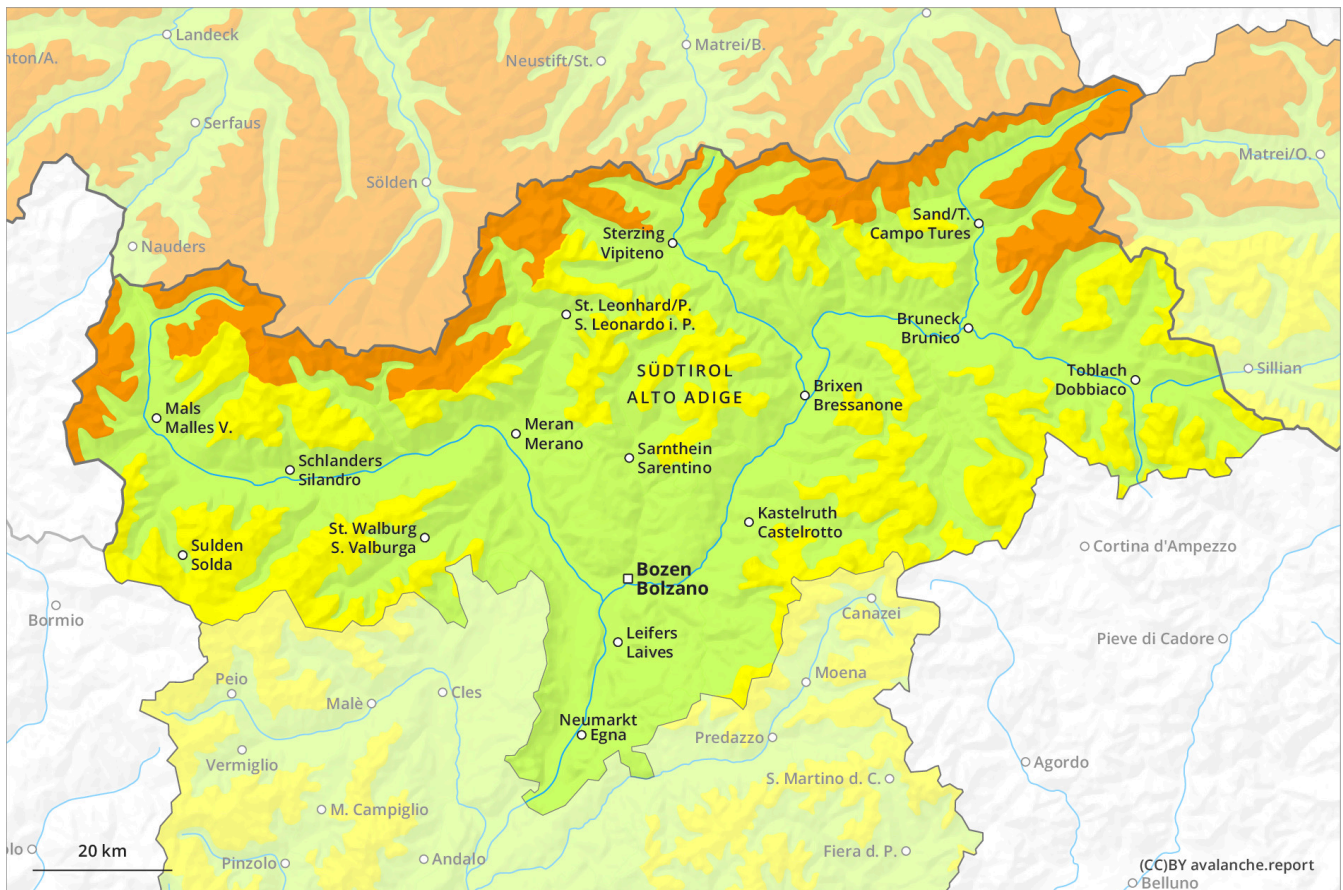 Landeck
nton/A.
Neustift/St.
Matrei/B.
Serfaus
Matrei/O.
Sölden
Nauders
Sand/T.
Campo Tures
Sterzing
Vipiteno
St. Leonhard/P.
S. Leonardo i. P.
Bruneck
Brunico
SÜDTIROL
ALTO ADIGE
Toblach
Dobbiaco
Sillian
Brixen
Bressanone
Mals
Malles V.
Meran
Merano
Sarnthein
Sarentino
Schlanders
Silandro
Kastelruth
Castelrotto
St. Walburg
S. Valburga
Sulden
Solda
Cortina d'Ampezzo
Bozen
Bolzano
Bormio
Canazei
Leifers
Laives
Pieve di Cadore
Peio
Moena
Malè
Cles
Neumarkt
Egna
Predazzo
Vermiglio
Agordo
S. Martino d. C.
M. Campiglio
olo
20 km
Pinzolo
Andalo
Fiera d. P.
(CC)BY avalanche.report
Belluno